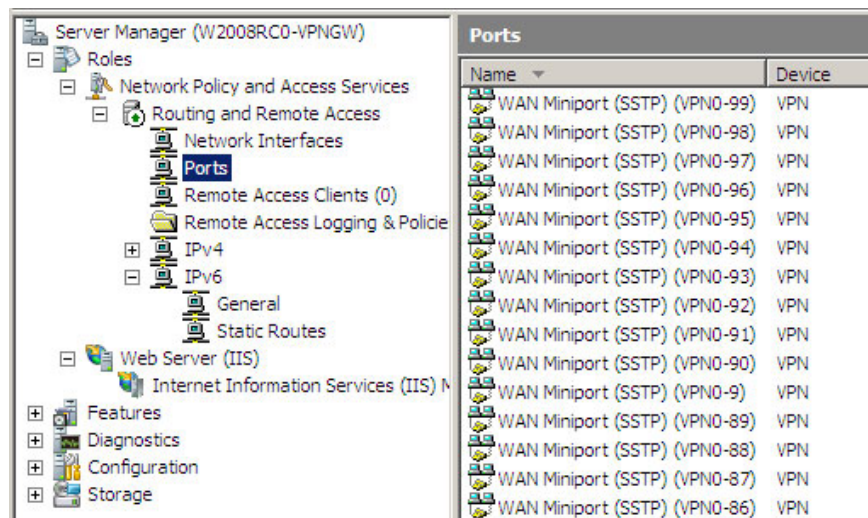 Server Manager (W2008RC0-VPNGW)
Roles
Network Policy and Access Services
Routing and Remote Access
Network Interfaces
Ports
Remote Access Clients (0)
Remote Access Logging & Policie
IPv4
IPv6
General
Static Routes
Web Server (IIS)
Internet Information Services (IIS) M
Features
Diagnostics
Configuration
Storage
Ports
Name Device
WAN Miniport (SSTP) (VPN0-99) VPN
WAN Miniport (SSTP) (VPN0-98) VPN
WAN Miniport (SSTP) (VPN0-97) VPN
WAN Miniport (SSTP) (VPN0-96) VPN
WAN Miniport (SSTP) (VPN0-95) VPN
WAN Miniport (SSTP) (VPN0-94) VPN
WAN Miniport (SSTP) (VPN0-93) VPN
WAN Miniport (SSTP) (VPN0-92) VPN
WAN Miniport (SSTP) (VPN0-91) VPN
WAN Miniport (SSTP) (VPN0-90) VPN
WAN Miniport (SSTP) (VPN0-9) VPN
WAN Miniport (SSTP) (VPN0-89) VPN
WAN Miniport (SSTP) (VPN0-88) VPN
WAN Miniport (SSTP) (VPN0-87) VPN
WAN Miniport (SSTP) (VPN0-86) VPN